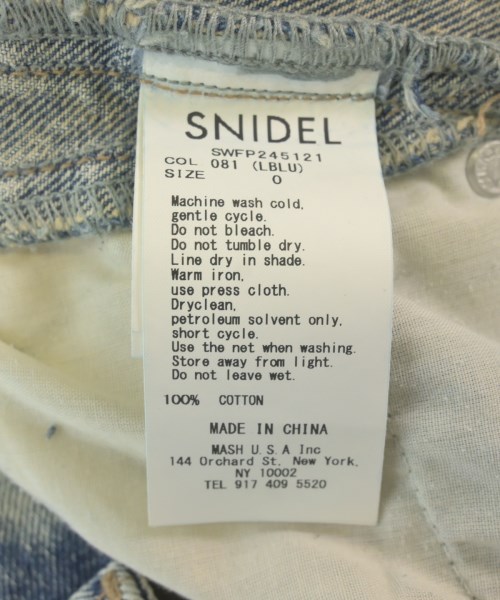 SNIDEL
SWFP245121
COL 081 (LBLU)
SIZE 0
Machine wash cold,
gentle cycle.
Do not bleach.
Do not tumble dry.
Line dry in shade.
Warm iron,
use press cloth.
Dryclean,
petroleum solvent only,
short cycle.
Use the net when washing.
Store away from light.
Do not leave wet.
100% COTTON
MADE IN CHINA
MASH U.S.A Inc
144 Orchard St, New York,
NY 10002
TEL 917 409 5520